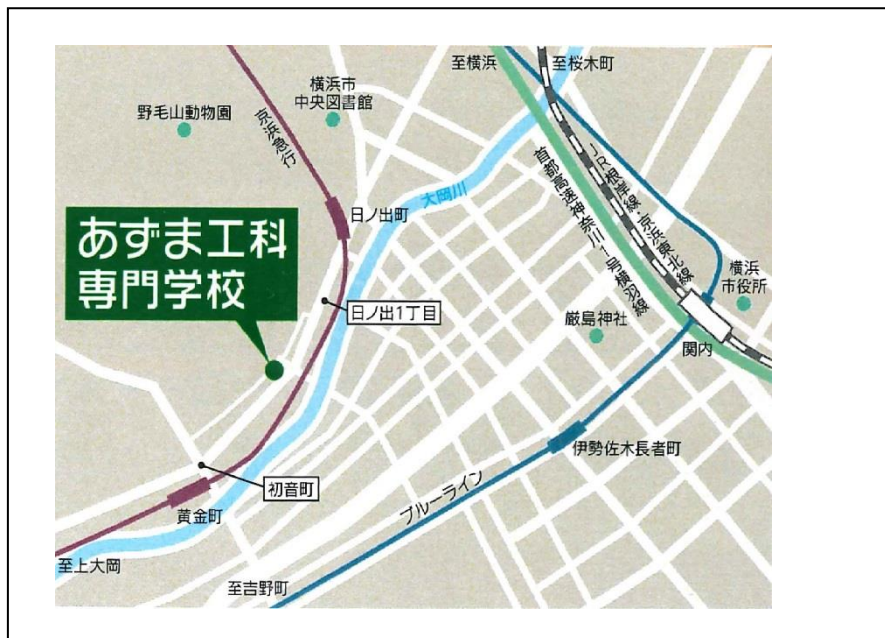 至横浜
至桜木町
横浜市
中央図書館
野毛山動物園
京浜急行
大岡川
首都高速神奈川1号横羽線
JR根岸線・京浜東北線
日ノ出町
あずま工科
専門学校
横浜
市役所
日ノ出1丁目
厳島神社
関内
伊勢佐木長者町
ブルーライン
初音町
黄金町
至上大岡
至吉野町